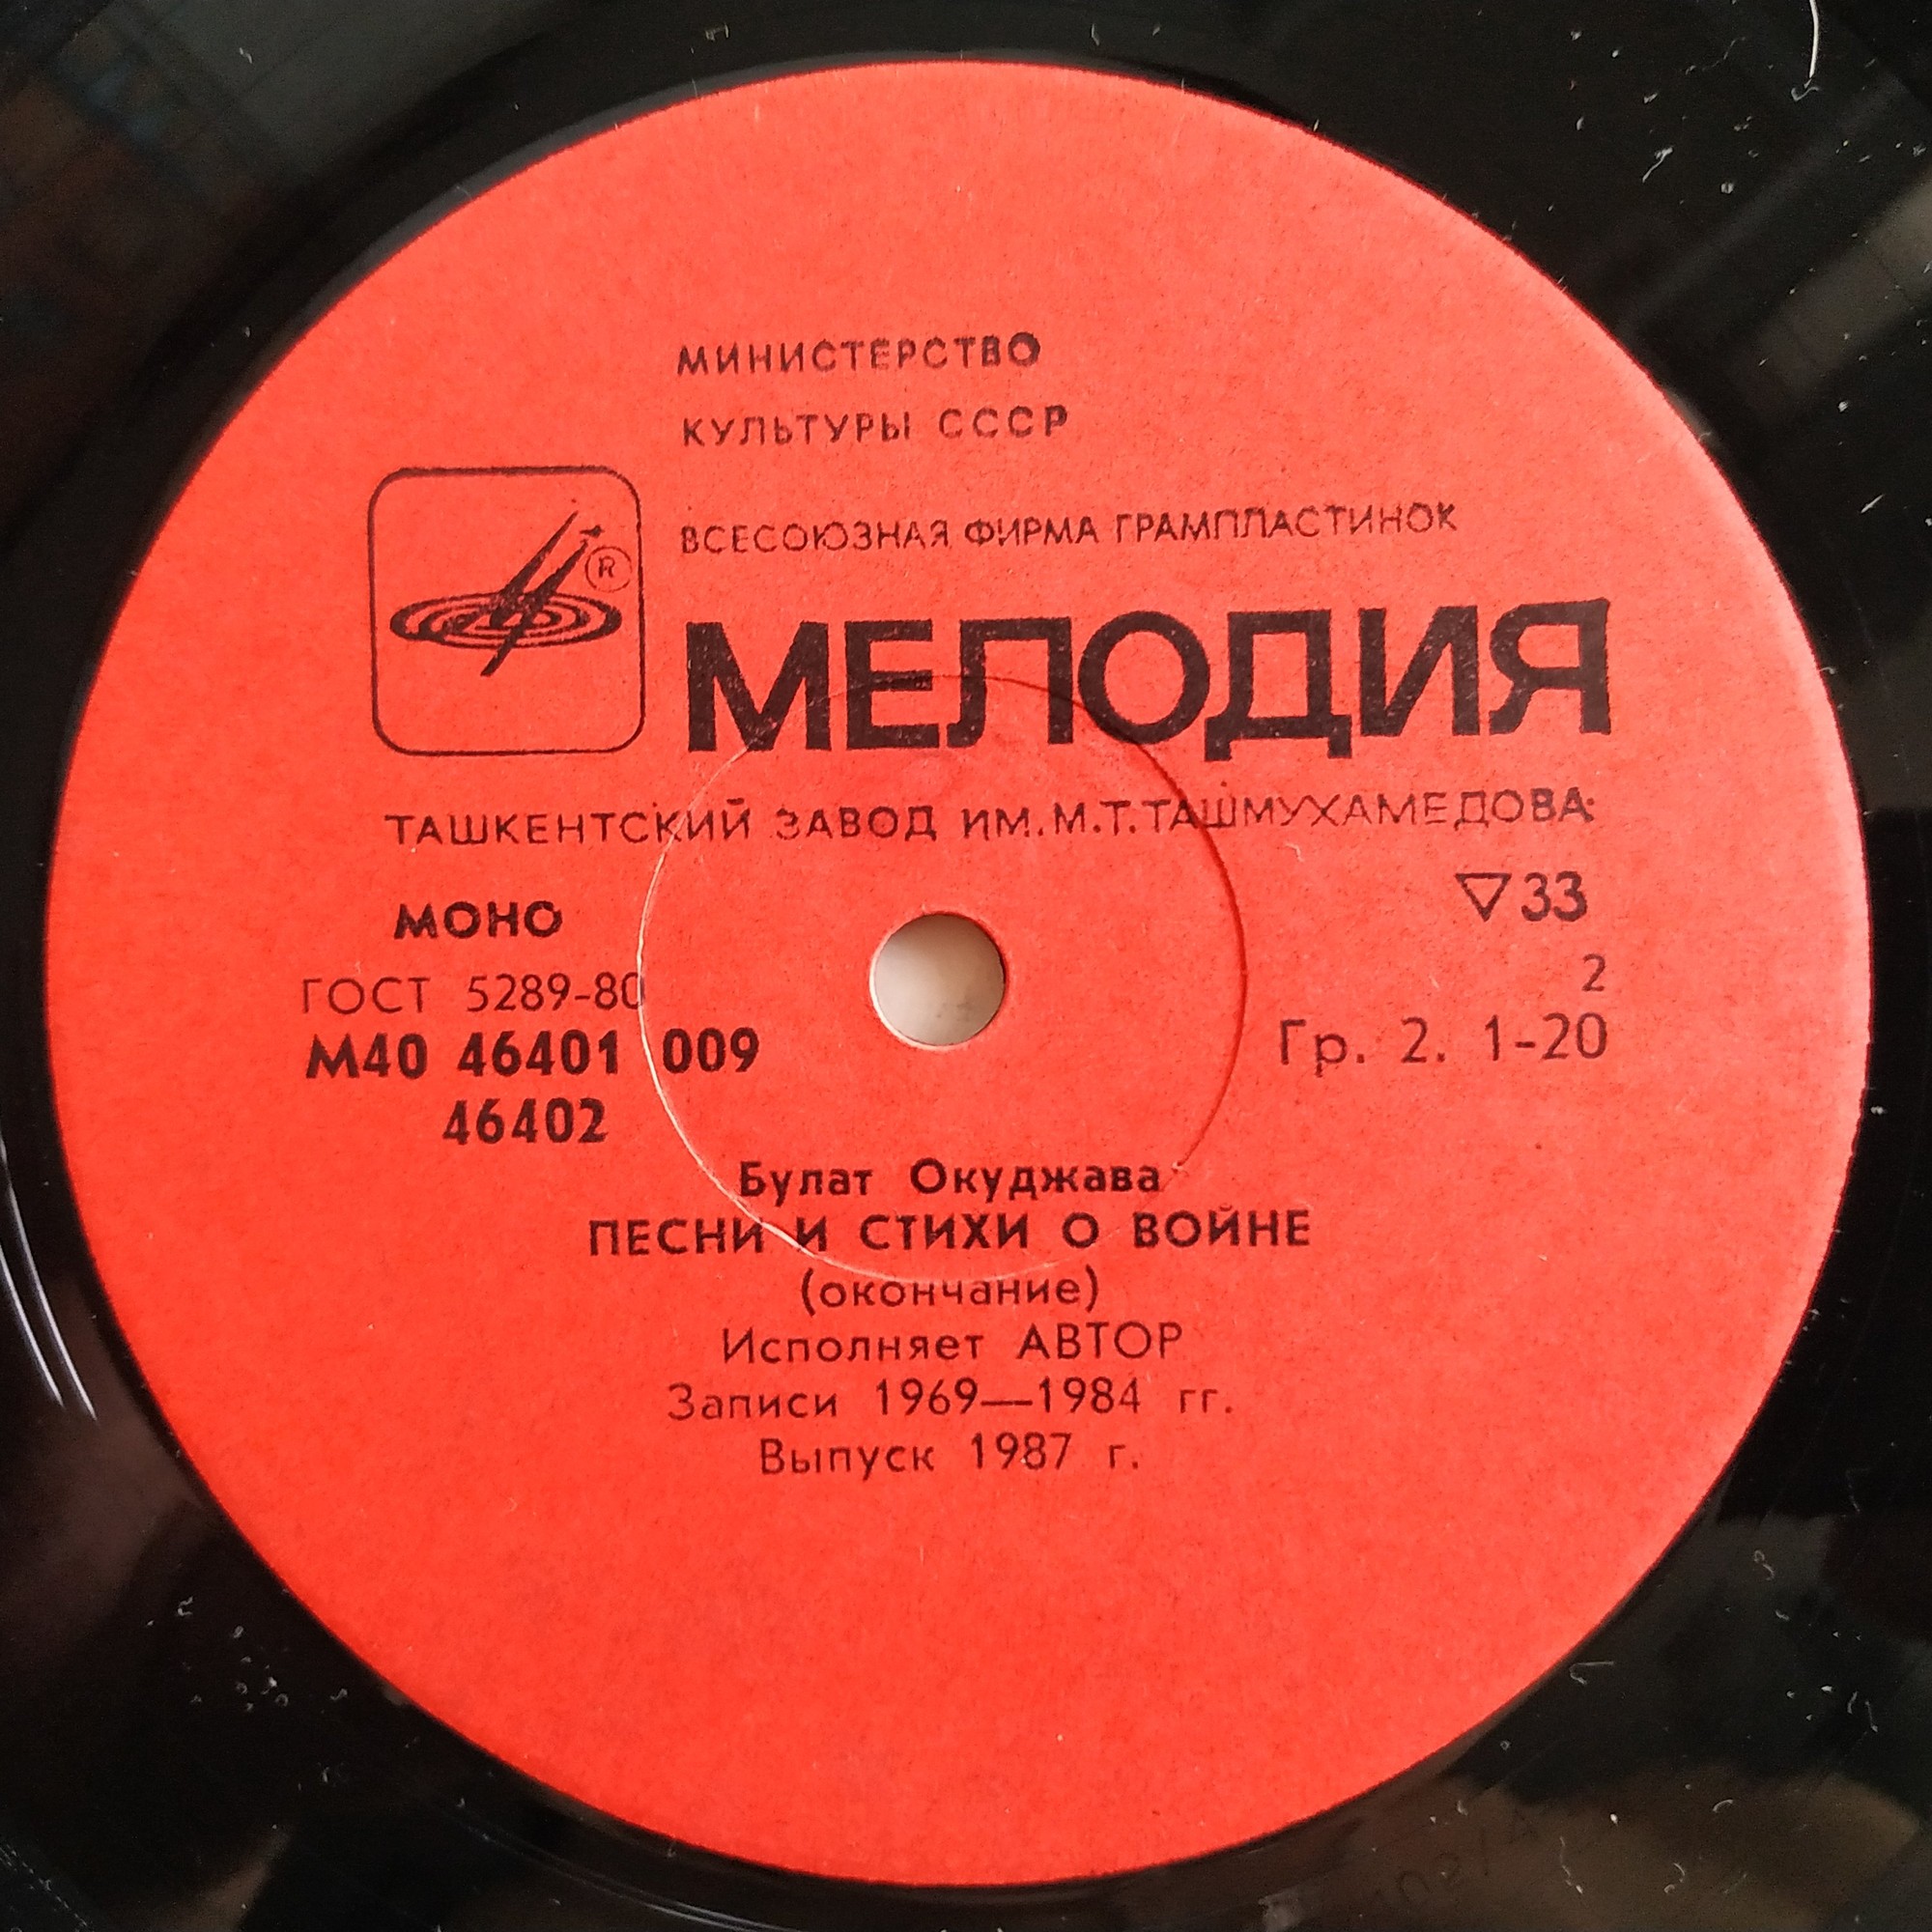 МИНИСТЕРСТВО
КУЛЬТУРЫ СССР
ВСЕСОЮЗНАЯ ФИРМА ГРАМПЛАСТИНОК
R
МЕЛОДИЯ
ТАШКЕНТСКИЙ ЗАВОД ИМ.М.Т.ТАШМУХАМЕДОВА
МОНО
▽33
ГОСТ 5289-80
2
М40 46401 009
Гр. 2. 1-20
46402
Булат Окуджава
ПЕСНИ И СТИХИ О ВОЙНЕ
(окончание)
Исполняет АВТОР
Записи 1969—1984 гг.
Выпуск 1987 г.